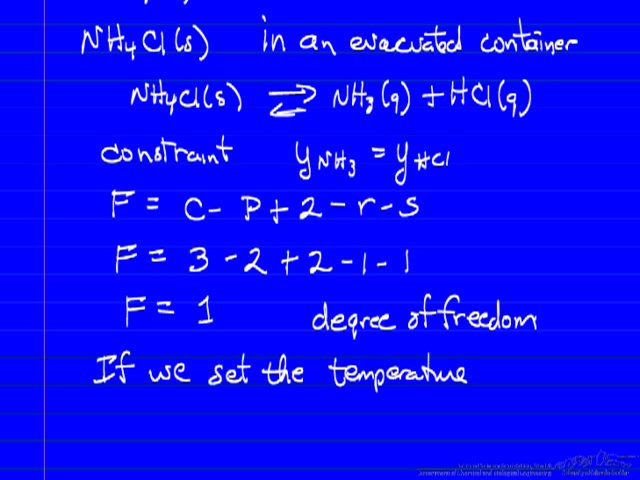 NH4Cl(s) in an evacuated container
NH4Cl(s) ⇌ NH3(g) + HCl(g)
constraint yNH3 = yHCl
F = C - P + 2 - r - s
F = 3 - 2 + 2 - 1 - 1
F = 1 degree of freedom
If we set the temperature